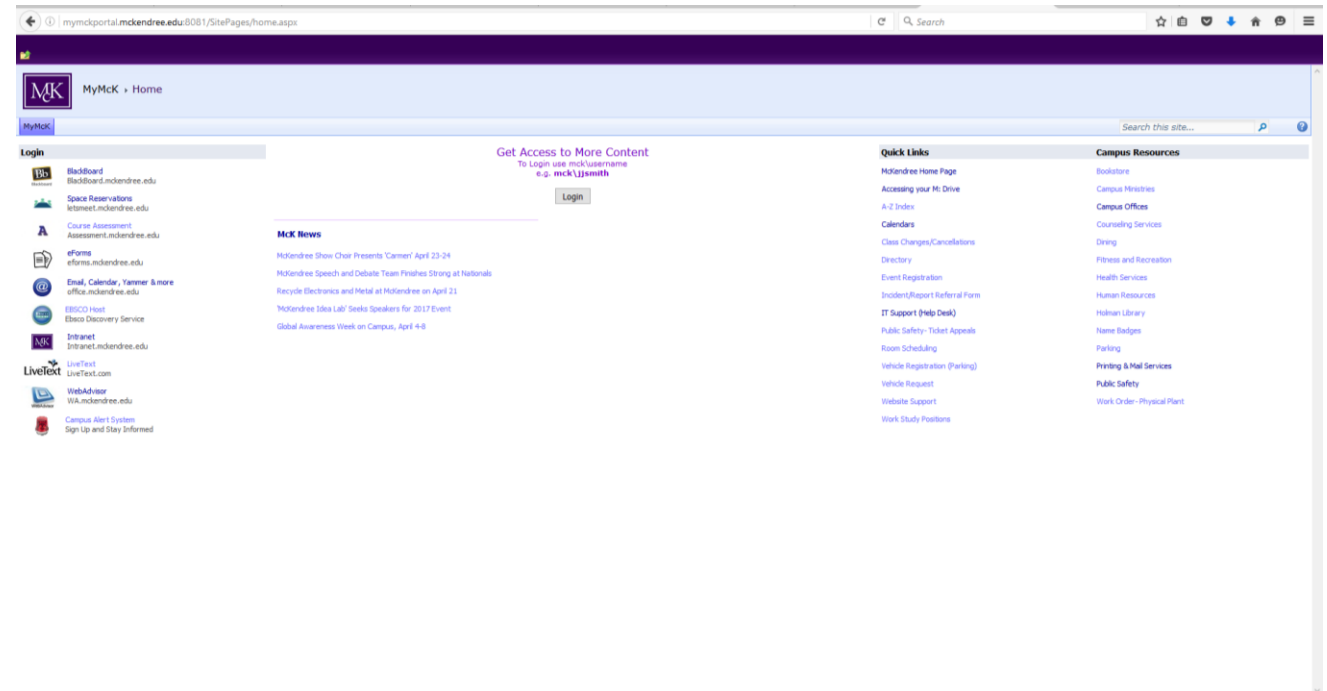 mymckportal.mckendree.edu:8081/SitePages/home.aspx
Search
MK
MyMcK › Home
MyMcK
Search this site...
Login
Bb
Blackboard
BlackBoard
BlackBoard.mckendree.edu
Space Reservations
letsmeet.mckendree.edu
A
Course Assessment
Assessment.mckendree.edu
eForms
eforms.mckendree.edu
@
Email, Calendar, Yammer & more
office.mckendree.edu
EBSCO Host
Ebsco Discovery Service
MK
Intranet
Intranet.mckendree.edu
LiveText
LiveText
LiveText.com
WebAdvisor
WebAdvisor
WA.mckendree.edu
Campus Alert System
Sign Up and Stay Informed
Get Access to More Content
To Login use mck\username
e.g. mck\jjsmith
Login
McK News
McKendree Show Choir Presents 'Carmen' April 23-24
McKendree Speech and Debate Team Finishes Strong at Nationals
Recycle Electronics and Metal at McKendree on April 21
'McKendree Idea Lab' Seeks Speakers for 2017 Event
Global Awareness Week on Campus, April 4-8
Quick Links
McKendree Home Page
Accessing your M: Drive
A-Z Index
Calendars
Class Changes/Cancellations
Directory
Event Registration
Incident/Report Referral Form
IT Support (Help Desk)
Public Safety- Ticket Appeals
Room Scheduling
Vehicle Registration (Parking)
Vehicle Request
Website Support
Work Study Positions
Campus Resources
Bookstore
Campus Ministries
Campus Offices
Counseling Services
Dining
Fitness and Recreation
Health Services
Human Resources
Holman Library
Name Badges
Parking
Printing & Mail Services
Public Safety
Work Order- Physical Plant